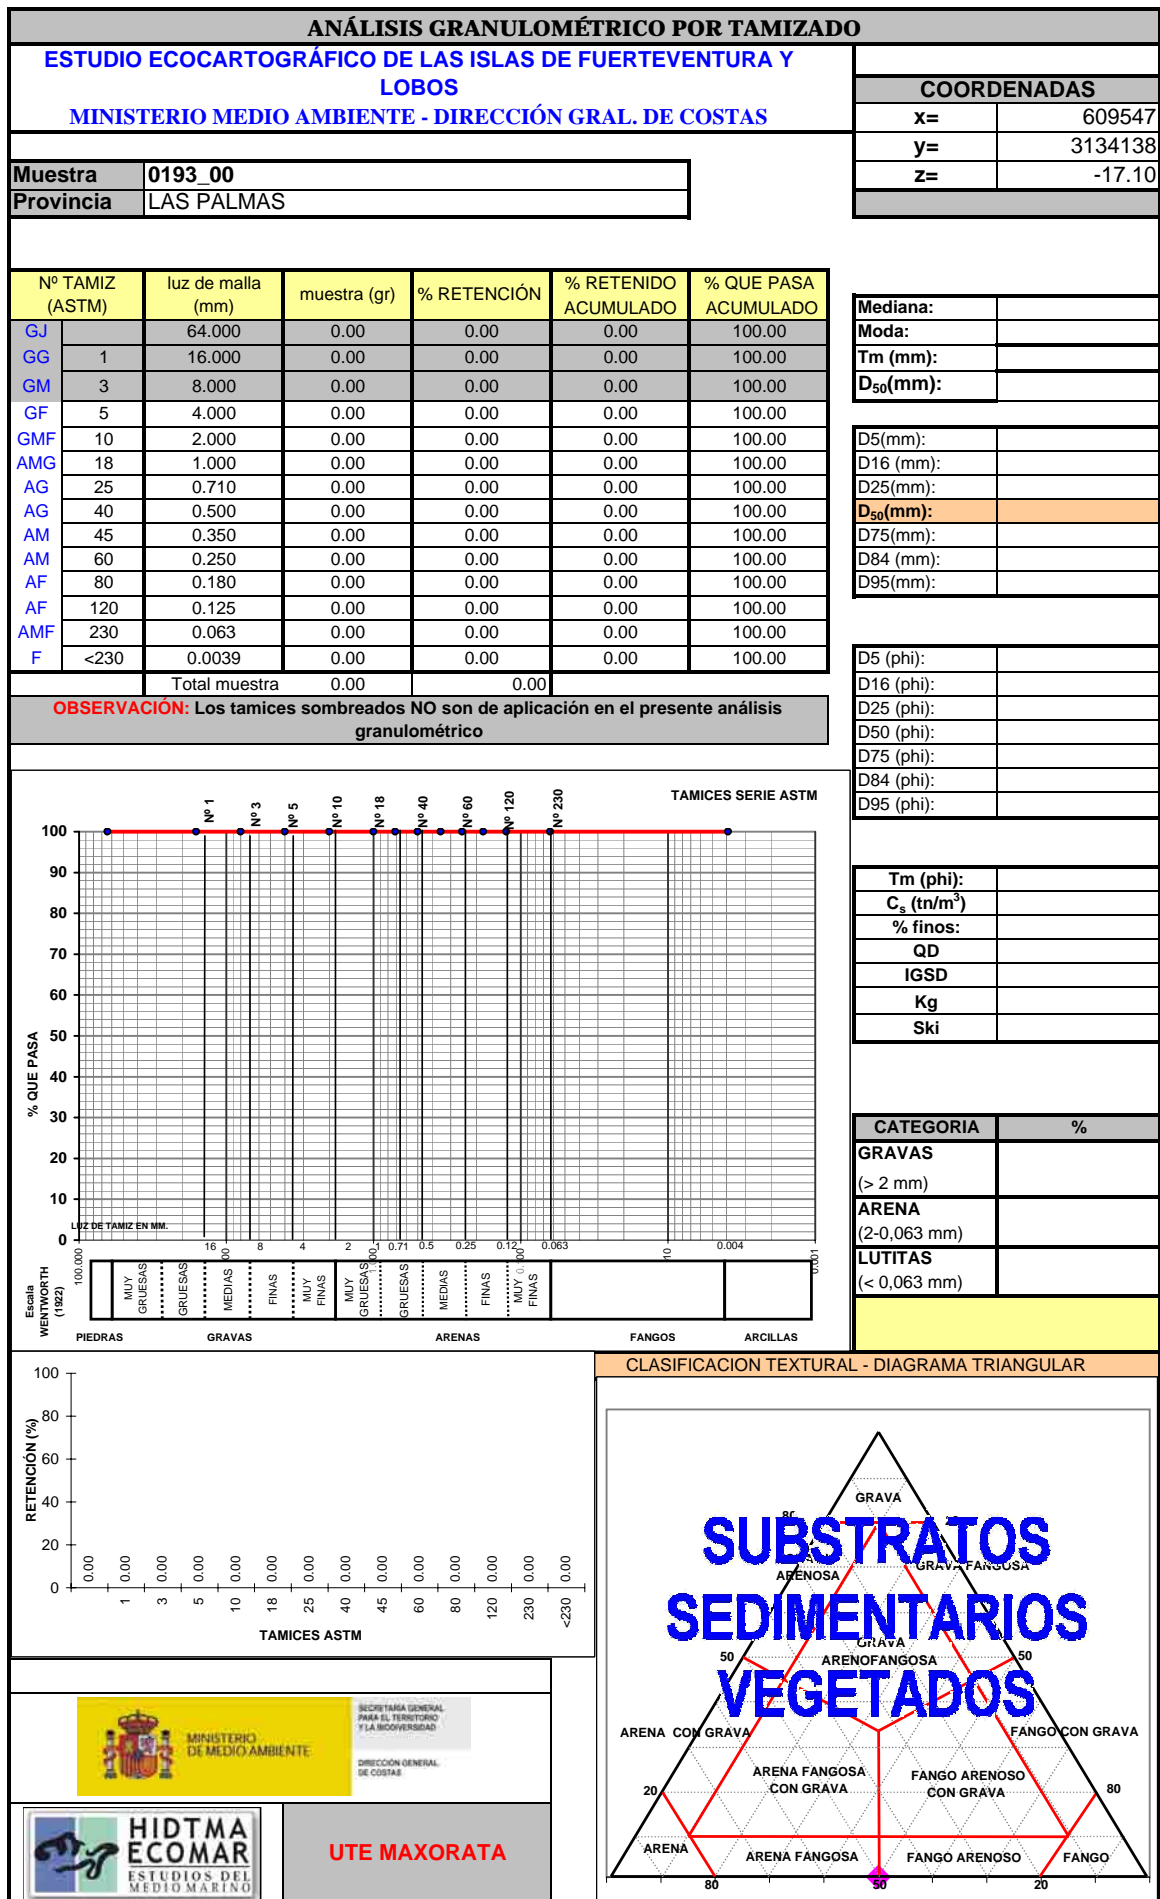 ANÁLISIS GRANULOMÉTRICO POR TAMIZADO
ESTUDIO ECOCARTOGRÁFICO DE LAS ISLAS DE FUERTEVENTURA Y
LOBOS
MINISTERIO MEDIO AMBIENTE - DIRECCIÓN GRAL. DE COSTAS
COORDENADAS
x= 609547
y= 3134138
z= -17.10
Muestra 0193_00
Provincia LAS PALMAS
Nº TAMIZ (ASTM) luz de malla (mm) muestra (gr) % RETENCIÓN % RETENIDO ACUMULADO % QUE PASA ACUMULADO
GJ 64.000 0.00 0.00 0.00 100.00
GG 1 16.000 0.00 0.00 0.00 100.00
GM 3 8.000 0.00 0.00 0.00 100.00
GF 5 4.000 0.00 0.00 0.00 100.00
GMF 10 2.000 0.00 0.00 0.00 100.00
AMG 18 1.000 0.00 0.00 0.00 100.00
AG 25 0.710 0.00 0.00 0.00 100.00
AG 40 0.500 0.00 0.00 0.00 100.00
AM 45 0.350 0.00 0.00 0.00 100.00
AM 60 0.250 0.00 0.00 0.00 100.00
AF 80 0.180 0.00 0.00 0.00 100.00
AF 120 0.125 0.00 0.00 0.00 100.00
AMF 230 0.063 0.00 0.00 0.00 100.00
F <230 0.0039 0.00 0.00 0.00 100.00
Total muestra 0.00 0.00
OBSERVACIÓN: Los tamices sombreados NO son de aplicación en el presente análisis
granulométrico
Mediana:
Moda:
Tm (mm):
D50(mm):
D5(mm):
D16 (mm):
D25(mm):
D50(mm):
D75(mm):
D84 (mm):
D95(mm):
D5 (phi):
D16 (phi):
D25 (phi):
D50 (phi):
D75 (phi):
D84 (phi):
D95 (phi):
Tm (phi):
Cs (tn/m3)
% finos:
QD
IGSD
Kg
Ski
CATEGORIA %
GRAVAS
(> 2 mm)
ARENA
(2-0,063 mm)
LUTITAS
(< 0,063 mm)
TAMICES SERIE ASTM
Nº 1 Nº 3 Nº 5 Nº 10 Nº 18 Nº 40 Nº 60 Nº 120 Nº 230
% QUE PASA
100
90
80
70
60
50
40
30
20
10
0
LUZ DE TAMIZ EN MM.
16 8 4 2 1 0.71 0.5 0.25 0.12 0.063 0.004
100.000 0.001
Escala WENTWORTH (1922)
MUY GRUESAS GRUESAS MEDIAS FINAS MUY FINAS MUY GRUESAS GRUESAS MEDIAS FINAS MUY FINAS
PIEDRAS GRAVAS ARENAS FANGOS ARCILLAS
RETENCIÓN (%)
100
80
60
40
20
0
0.00 0.00 0.00 0.00 0.00 0.00 0.00 0.00 0.00 0.00 0.00 0.00 0.00 0.00
1 3 5 10 18 25 40 45 60 80 120 230 <230
TAMICES ASTM
CLASIFICACION TEXTURAL - DIAGRAMA TRIANGULAR
GRAVA
SUBSTRATOS
ARENOSA GRAVA FANGOSA
SEDIMENTARIOS
GRAVA
ARENOFANGOSA
50 50
VEGETADOS
ARENA CON GRAVA FANGO CON GRAVA
ARENA FANGOSA CON GRAVA FANGO ARENOSO CON GRAVA
20 80
ARENA ARENA FANGOSA FANGO ARENOSO FANGO
80 50 20
MINISTERIO
DE MEDIO AMBIENTE
SECRETARÍA GENERAL
PARA EL TERRITORIO
Y LA BIODIVERSIDAD
DIRECCIÓN GENERAL
DE COSTAS
HIDTMA
ECOMAR
ESTUDIOS DEL
MEDIO MARINO
UTE MAXORATA